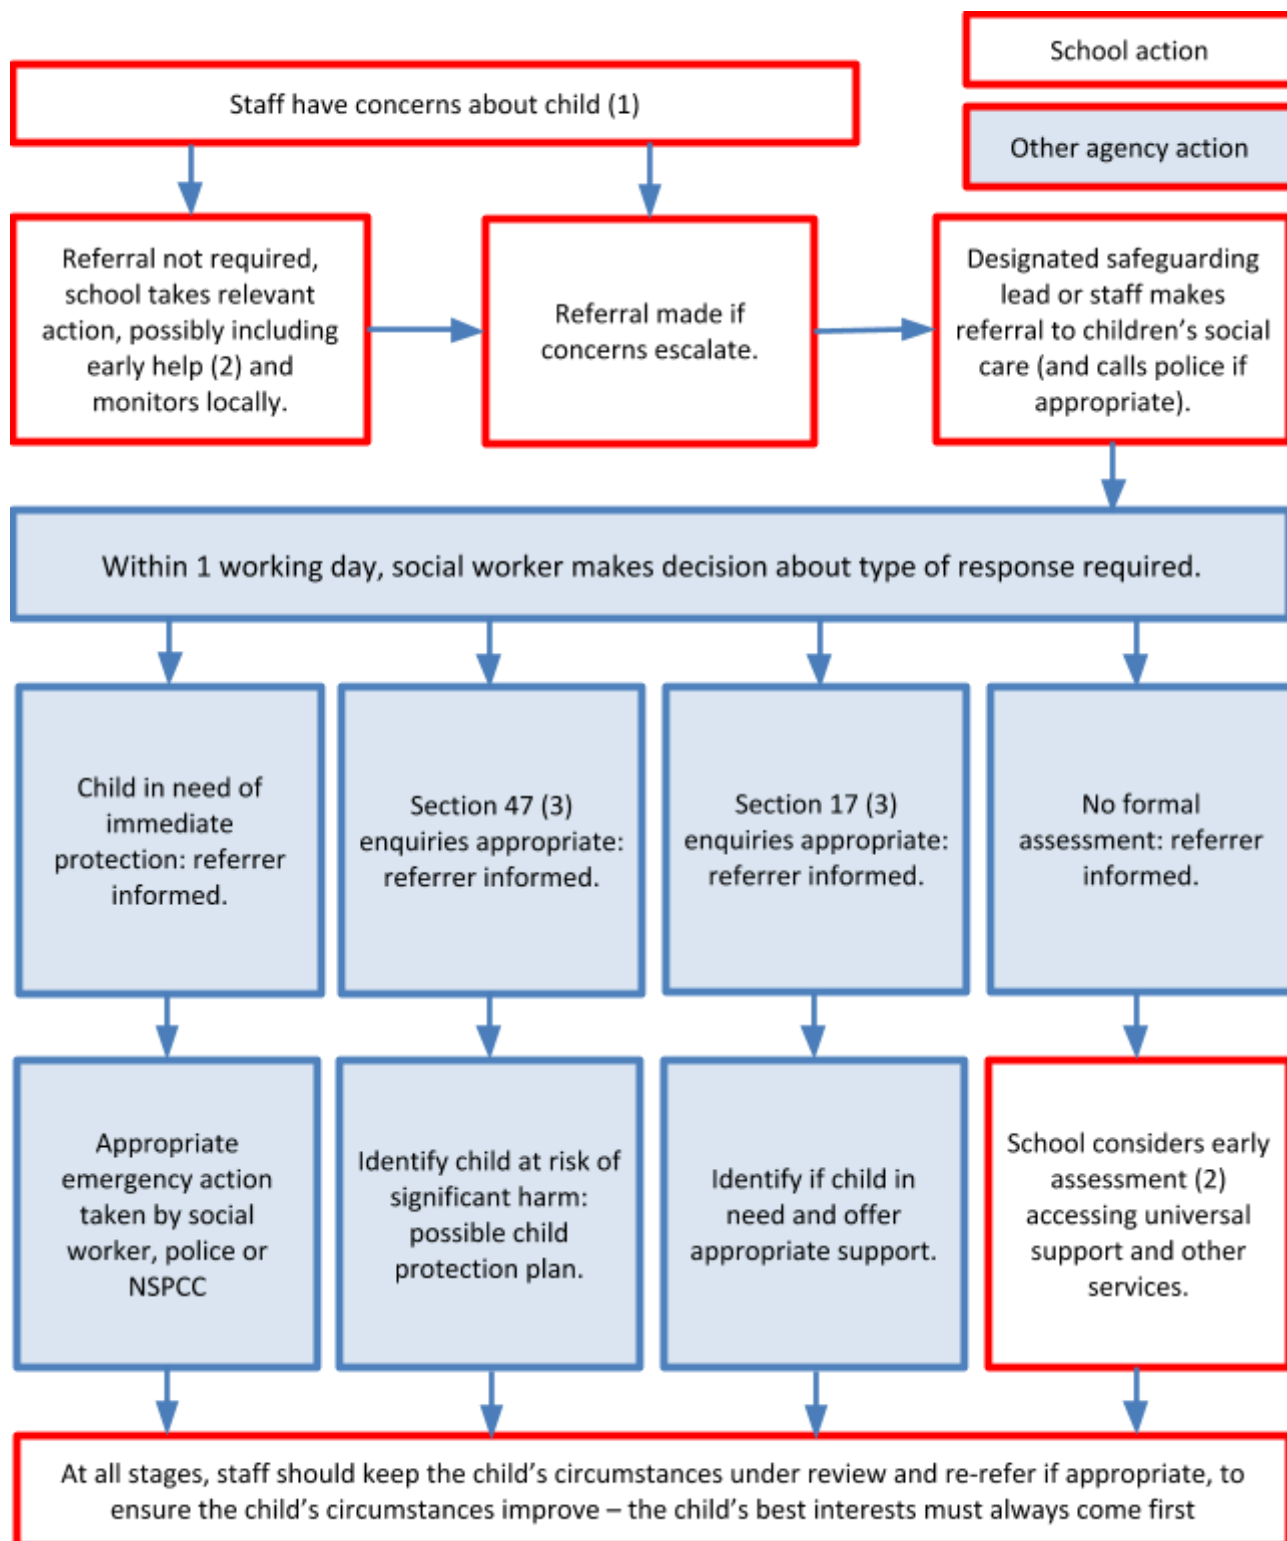 School action
Staff have concerns about child (1)
Other agency action
Referral not required,
school takes relevant
action, possibly including
early help (2) and
monitors locally.
Referral made if
concerns escalate.
Designated safeguarding
lead or staff makes
referral to children’s social
care (and calls police if
appropriate).
Within 1 working day, social worker makes decision about type of response required.
Child in need of
immediate
protection: referrer
informed.
Section 47 (3)
enquiries appropriate:
referrer informed.
Section 17 (3)
enquiries appropriate:
referrer informed.
No formal
assessment: referrer
informed.
Appropriate
emergency action
taken by social
worker, police or
NSPCC
Identify child at risk of
significant harm:
possible child
protection plan.
Identify if child in
need and offer
appropriate support.
School considers early
assessment (2)
accessing universal
support and other
services.
At all stages, staff should keep the child’s circumstances under review and re-refer if appropriate, to
ensure the child’s circumstances improve – the child’s best interests must always come first